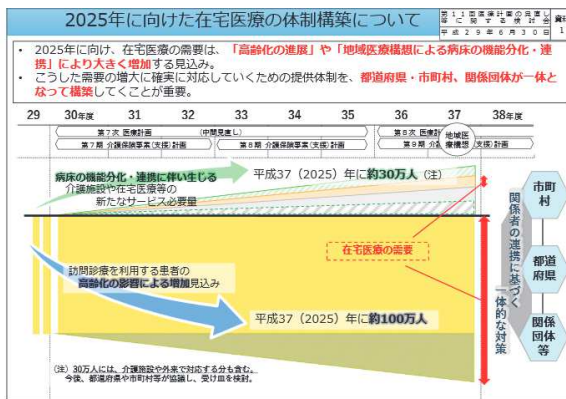 2025年に向けた在宅医療の体制構築について
第11回医療計画の見直し
等に関する検討会
平成29年6月30日
資料
1
• 2025年に向け、在宅医療の需要は、「高齢化の進展」や「地域医療構想による病床の機能分化・連
携」により大きく増加する見込み。
• こうした需要の増大に確実に対応していくための提供体制を、都道府県・市町村、関係団体が一体と
なって構築してくことが重要。
29 30年度 31 32 33 34 35 36 37 38年度
第7次 医療計画 (中間見直し) 第8次 医療計
第7期 介護保険事業(支援)計画 第8期 介護保険事業(支援)計画 第9期 介 支援)計画
地域医
療構想
病床の機能分化・連携に伴い生じる
介護施設や在宅医療等の
新たなサービス必要量
平成37(2025)年に約30万人(注)
在宅医療の需要
訪問診療を利用する患者の
高齢化の影響による増加見込み
平成37(2025)年に約100万人
関係者の連携に基づく
一体的な対策
市町
村
都道
府県
関係
団体
等
(注)30万人には、介護施設や外来で対応する分も含む。
今後、都道府県や市町村等が協議し、受け皿を検討。